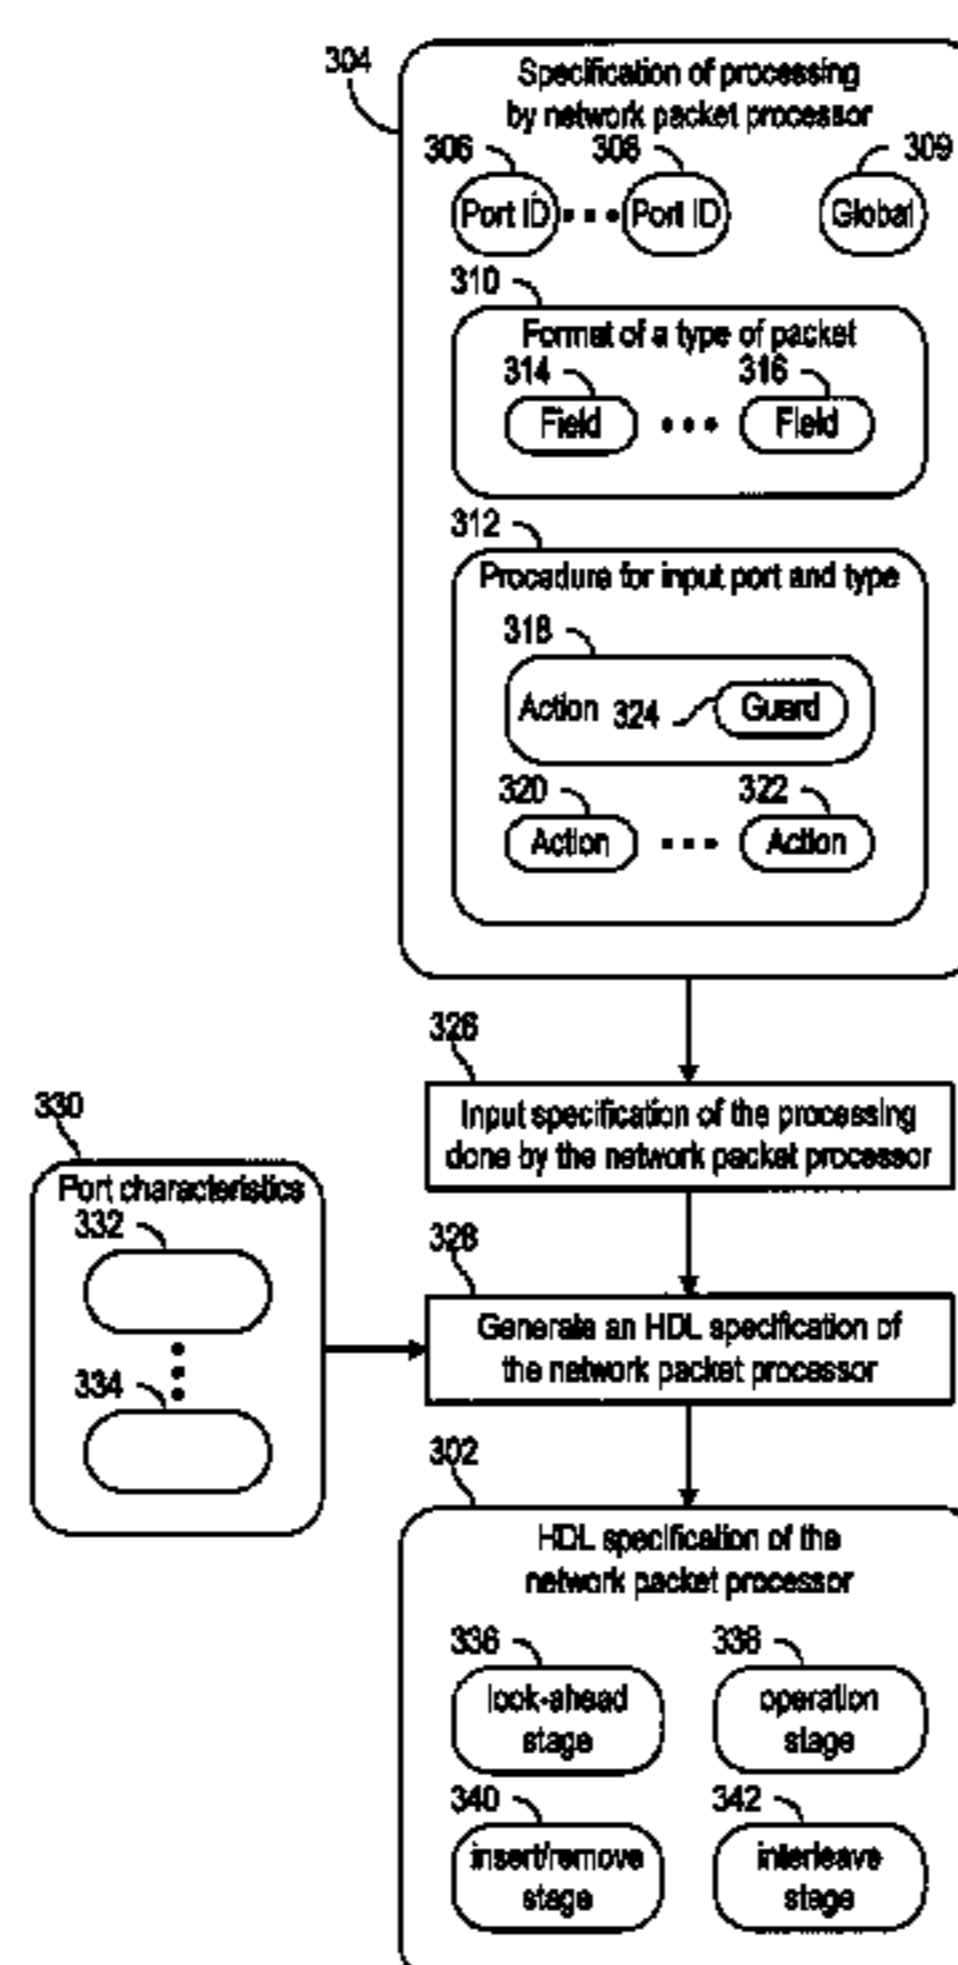 304
Specification of processing
by network packet processor
306 308 309
Port ID Port ID Global
310
Format of a type of packet
314 316
Field Field
312
Procedure for input port and type
318
Action 324 Guard
320 322
Action Action
326
Input specification of the processing
done by the network packet processor
330
Port characteristics
332
328
Generate an HDL specification of
the network packet processor
334
302
HDL specification of the
network packet processor
336 338
look-ahead operation
stage stage
340 342
insert/remove interleave
stage stage